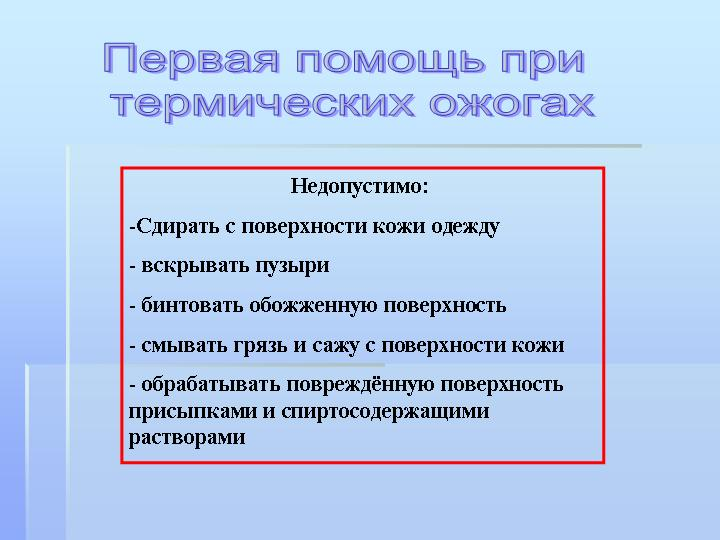 Первая помощь при
термических ожогах
Недопустимо:
-Сдирать с поверхности кожи одежду
- вскрывать пузыри
- бинтовать обожженную поверхность
- смывать грязь и сажу с поверхности кожи
- обрабатывать повреждённую поверхность
присыпками и спиртосодержащими
растворами